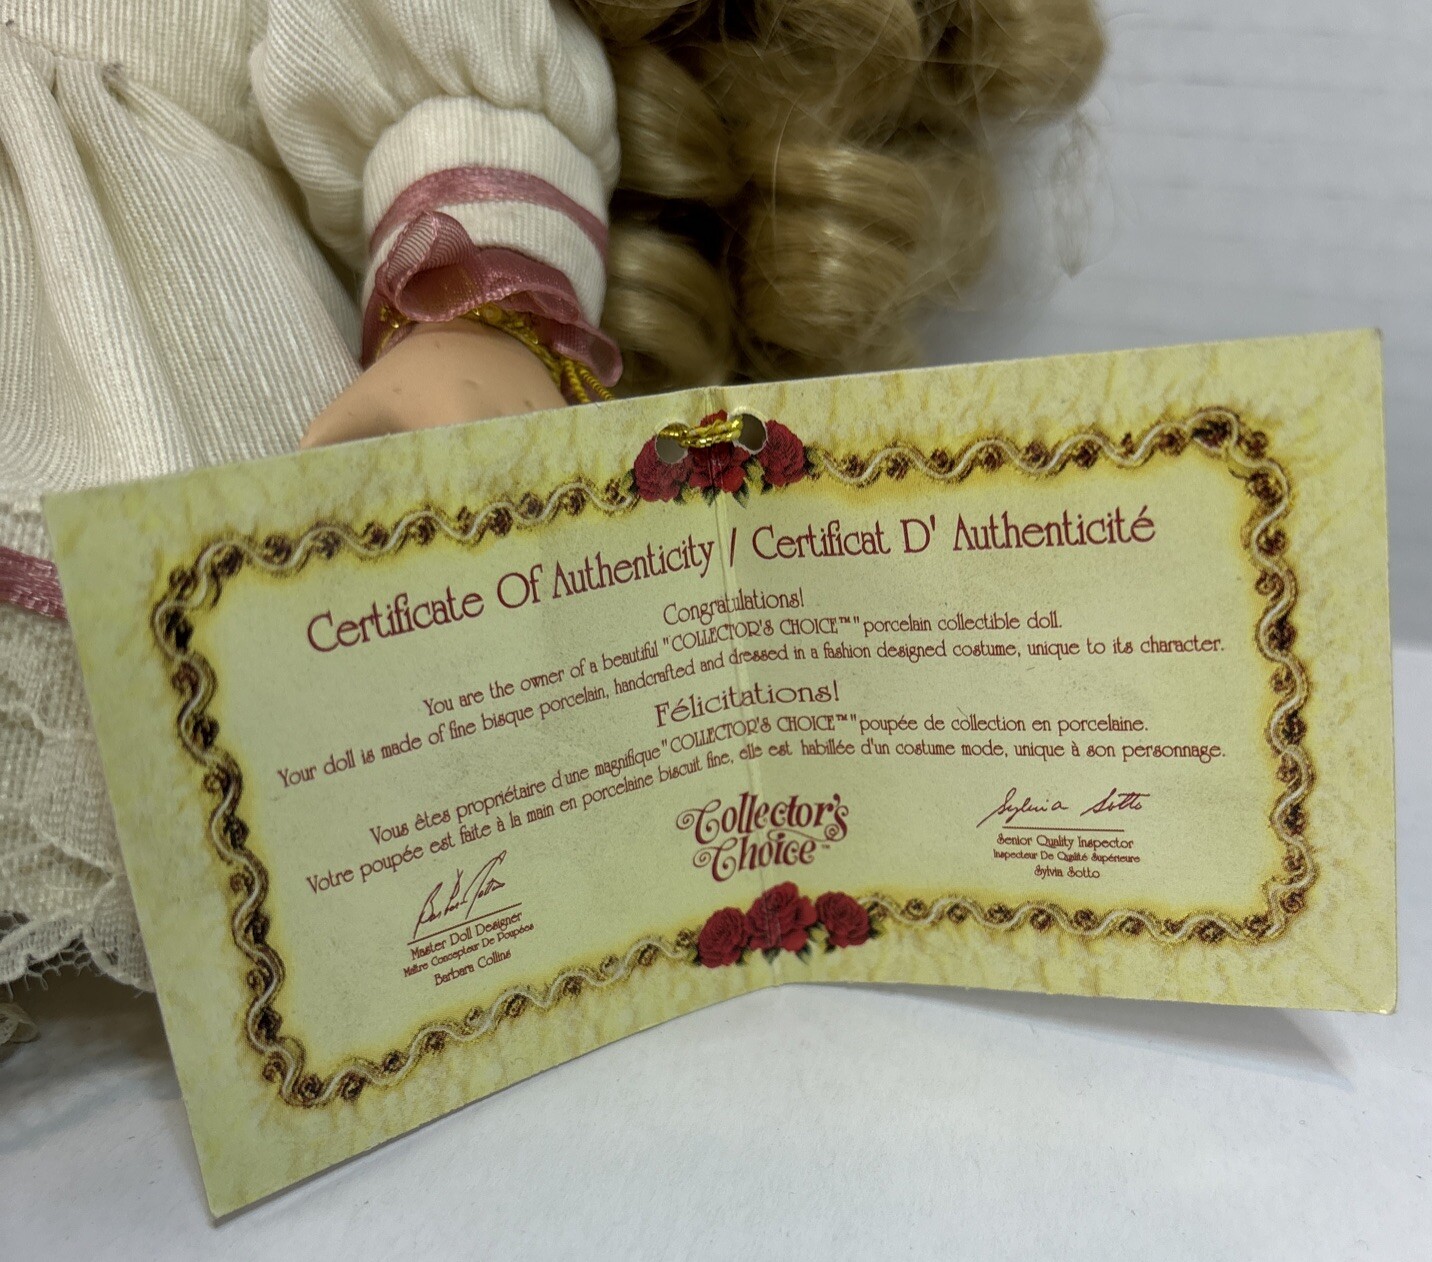 Certificate Of Authenticity / Certificat D' Authenticité
Congratulations!
You are the owner of a beautiful "COLLECTOR'S CHOICE™" porcelain collectible doll.
Your doll is made of fine bisque porcelain, handcrafted and dressed in a fashion designed costume, unique to its character.
Félicitations!
Vous êtes propriétaire d'une magnifique "COLLECTOR'S CHOICE™" poupée de collection en porcelaine.
Votre poupée est faite à la main en porcelaine biscuit fine, elle est habillée d'un costume mode, unique à son personnage.
Collector's
Choice™
Sylvia Sotto
Senior Quality Inspector
Inspecteur De Qualité Supérieure
Sylvia Sotto
Master Doll Designer
Maître Concepteur De Poupées
Barbara Collins